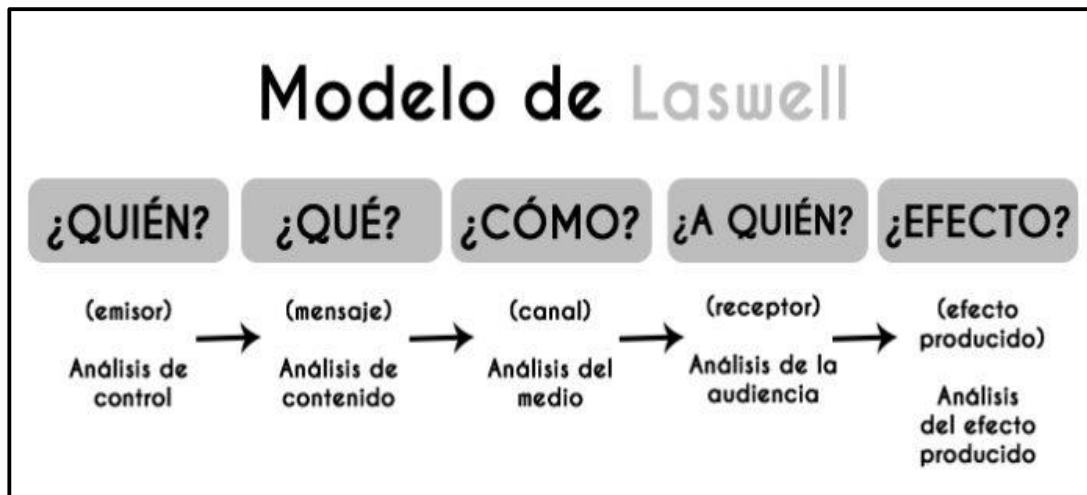 Modelo de Laswell
¿QUIÉN?
(emisor)
Análisis de
control
¿QUÉ?
(mensaje)
Análisis de
contenido
¿CÓMO?
(canal)
Análisis del
medio
¿A QUIÉN?
(receptor)
Análisis de la
audiencia
¿EFECTO?
(efecto
producido)
Análisis
del efecto
producido